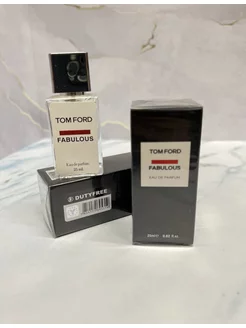 TOM FORD
FABULOUS
Eau de parfum
25 ml
DUTYFREE
TOM FORD
FABULOUS
EAU DE PARFUM